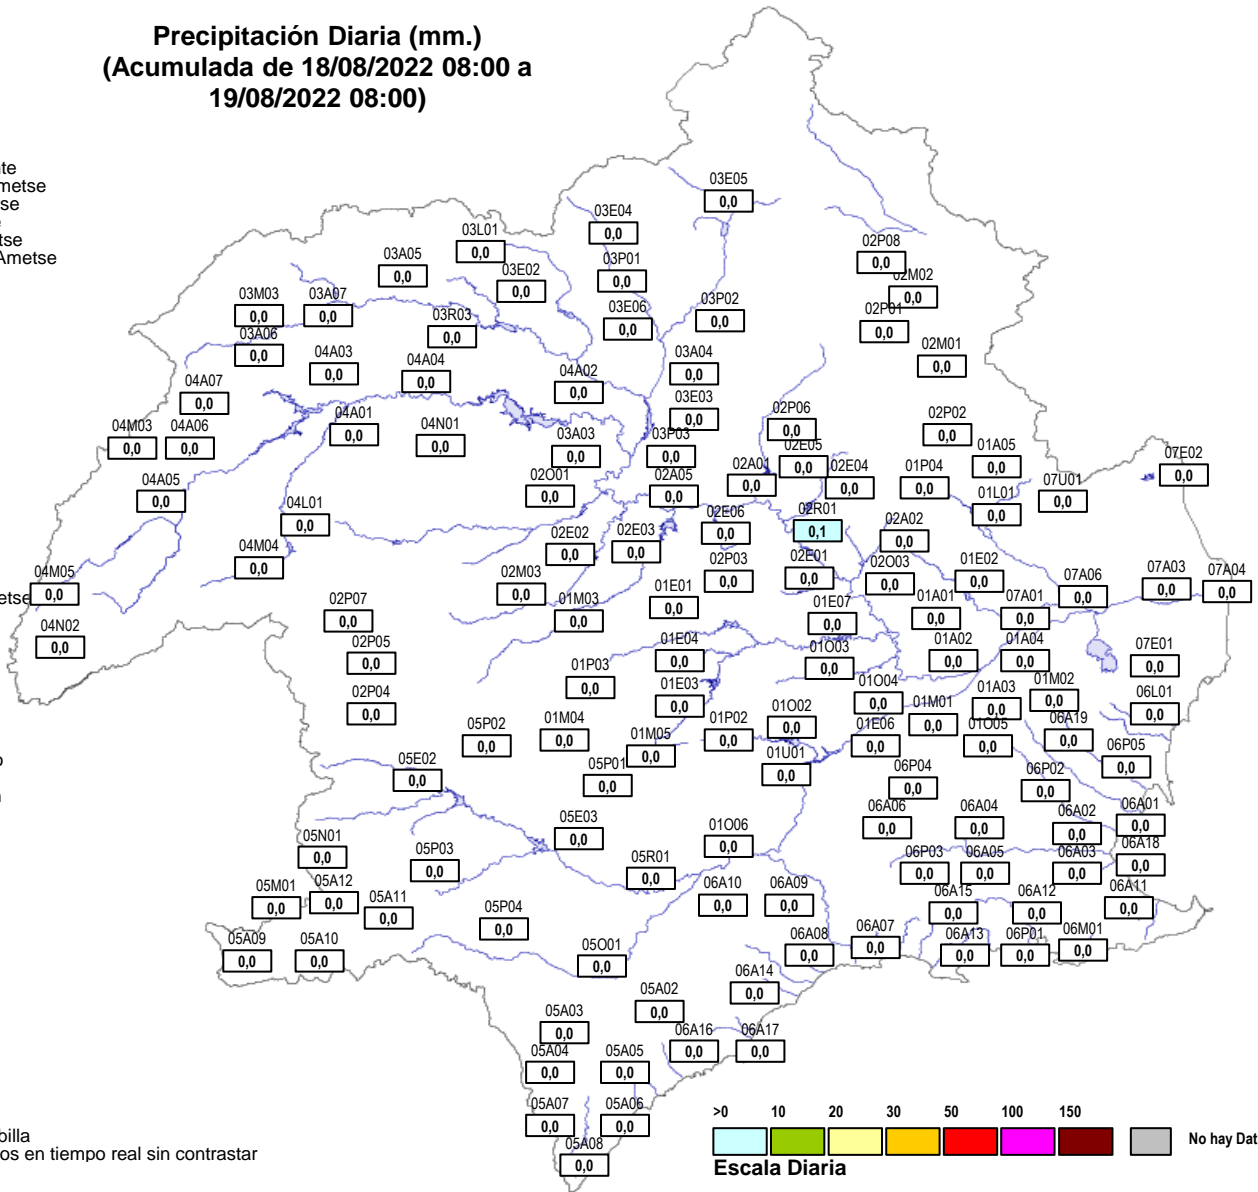 Precipitación Diaria (mm.)
(Acumulada de 18/08/2022 08:00 a
19/08/2022 08:00)
nte
metse
se
e
tse
Ametse
03E05
0,0
03E04
0,0
03L01
0,0
03P01
0,0
03A05
0,0
03E02
0,0
02P08
0,0
02M02
0,0
03M03
0,0
03A07
0,0
03E06
0,0
03P02
0,0
02P01
0,0
03R03
0,0
03A06
0,0
04A03
0,0
04A04
0,0
03A04
0,0
02M01
0,0
04A02
0,0
04A07
0,0
03E03
0,0
04A01
0,0
02P06
0,0
02P02
0,0
04M03
0,0
04A06
0,0
04N01
0,0
03A03
0,0
03P03
0,0
02E05
0,0
01A05
0,0
07E02
0,0
04A05
0,0
02O01
0,0
02A05
0,0
02A01
0,0
02E04
0,0
01P04
0,0
07U01
0,0
04L01
0,0
01L01
0,0
02R01
0,1
02E06
0,0
02A02
0,0
02E02
0,0
02E03
0,0
04M04
0,0
04M05
0,0
etse
02M03
0,0
02P03
0,0
02E01
0,0
02O03
0,0
01E02
0,0
07A06
0,0
07A03
0,0
07A04
0,0
02P07
0,0
01M03
0,0
01E01
0,0
01E07
0,0
01A01
0,0
07A01
0,0
04N02
0,0
02P05
0,0
01E04
0,0
01O03
0,0
01A02
0,0
01A04
0,0
07E01
0,0
01P03
0,0
02P04
0,0
01E03
0,0
01O04
0,0
01A03
0,0
01M02
0,0
06L01
0,0
05P02
0,0
01M04
0,0
01P02
0,0
01O02
0,0
01M01
0,0
01E06
0,0
01O05
0,0
06A19
0,0
01M05
0,0
06P05
0,0
o
05E02
0,0
05P01
0,0
01U01
0,0
06P04
0,0
06P02
0,0
n
05E03
0,0
01O06
0,0
06A06
0,0
06A04
0,0
06A02
0,0
06A01
0,0
05N01
0,0
05P03
0,0
05R01
0,0
06P03
0,0
06A05
0,0
06A03
0,0
06A18
0,0
05M01
0,0
05A12
0,0
05A11
0,0
06A10
0,0
06A09
0,0
06A15
0,0
06A12
0,0
06A11
0,0
05P04
0,0
05A09
0,0
05A10
0,0
05O01
0,0
06A08
0,0
06A07
0,0
06A13
0,0
06P01
0,0
06M01
0,0
06A14
0,0
05A02
0,0
05A03
0,0
06A16
0,0
06A17
0,0
05A04
0,0
05A05
0,0
05A07
0,0
05A06
0,0
05A08
0,0
billa
os en tiempo real sin contrastar
>0 10 20 30 50 100 150
No hay Dat
Escala Diaria